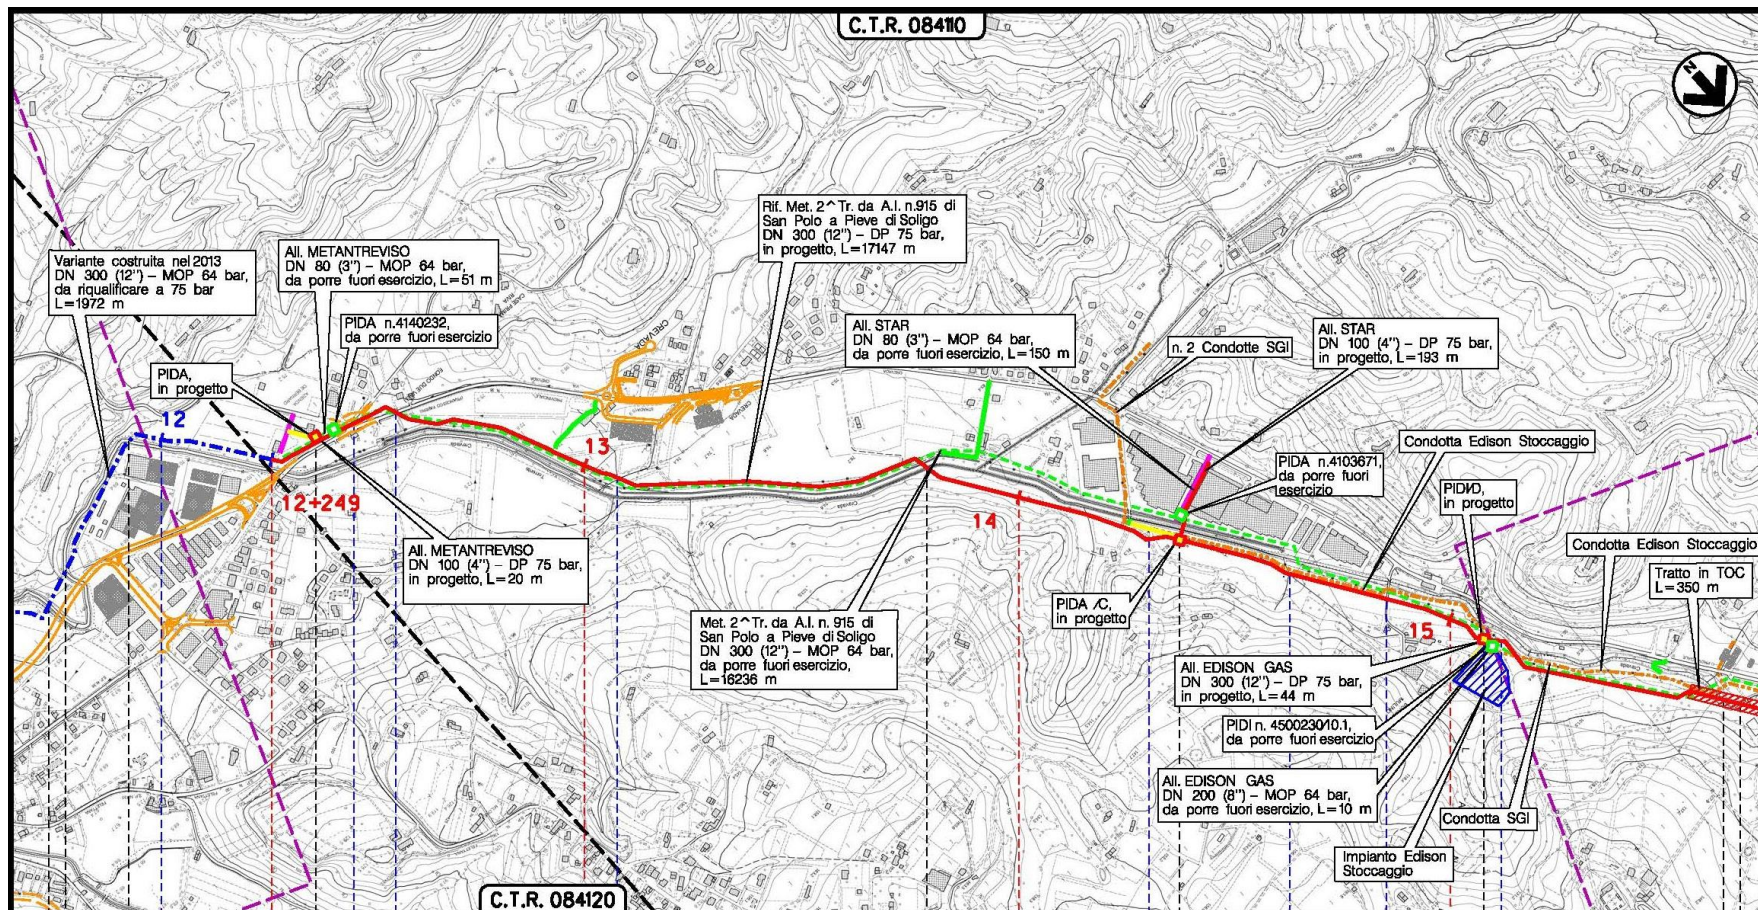 C.T.R. 084110
N
Variante costruita nel 2013
DN 300 (12") – MOP 64 bar,
da riqualificare a 75 bar
L=1972 m
All. METANTREVISO
DN 80 (3") – MOP 64 bar,
da porre fuori esercizio, L=51 m
PIDA n.4140232,
da porre fuori esercizio
PIDA,
in progetto
Rif. Met. 2^Tr. da A.I. n.915 di
San Polo a Pieve di Soligo
DN 300 (12") – DP 75 bar,
in progetto, L=17147 m
All. STAR
DN 80 (3") – MOP 64 bar,
da porre fuori esercizio, L=150 m
n. 2 Condotte SGI
All. STAR
DN 100 (4") – DP 75 bar,
in progetto, L=193 m
CREVADA
12
13
12+249
14
15
Condotta Edison Stoccaggio
PIDA n.4103671,
da porre fuori
esercizio
PIDI/D,
in progetto
Condotta Edison Stoccaggio
Tratto in TOC
L=350 m
All. METANTREVISO
DN 100 (4") – DP 75 bar,
in progetto, L=20 m
Met. 2^Tr. da A.I. n. 915 di
San Polo a Pieve di Soligo
DN 300 (12") – MOP 64 bar,
da porre fuori esercizio,
L=16236 m
PIDA /C,
in progetto
All. EDISON GAS
DN 300 (12") – DP 75 bar,
in progetto, L=44 m
PIDI n. 4500230/10.1,
da porre fuori esercizio
All. EDISON GAS
DN 200 (8") – MOP 64 bar,
da porre fuori esercizio, L=10 m
Condotta SGI
Impianto Edison
Stoccaggio
C.T.R. 084120